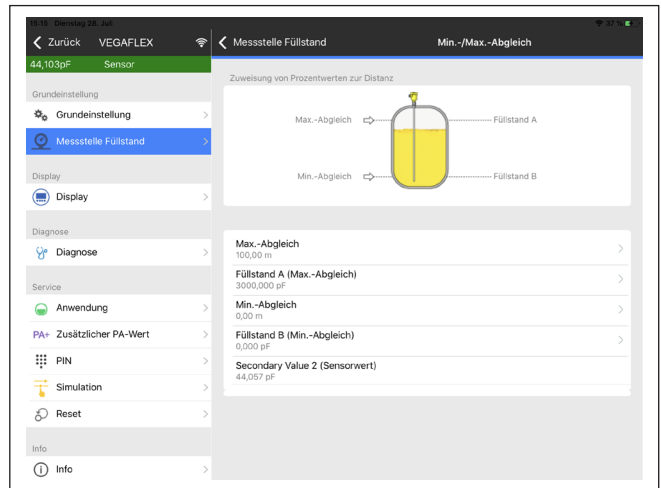 15:15 Dienstag 28. Juli
37 %
Zurück VEGAFLEX
Messstelle Füllstand
Min.-/Max.-Abgleich
44,103pF Sensor
Grundeinstellung
Grundeinstellung
Messstelle Füllstand
Display
Display
Diagnose
Diagnose
Service
Anwendung
PA+ Zusätzlicher PA-Wert
PIN
Simulation
Reset
Info
Info
Zuweisung von Prozentwerten zur Distanz
Max.-Abgleich
Füllstand A
Min.-Abgleich
Füllstand B
Max.-Abgleich
100,00 m
Füllstand A (Max.-Abgleich)
3000,000 pF
Min.-Abgleich
0,00 m
Füllstand B (Min.-Abgleich)
0,000 pF
Secondary Value 2 (Sensorwert)
44,057 pF